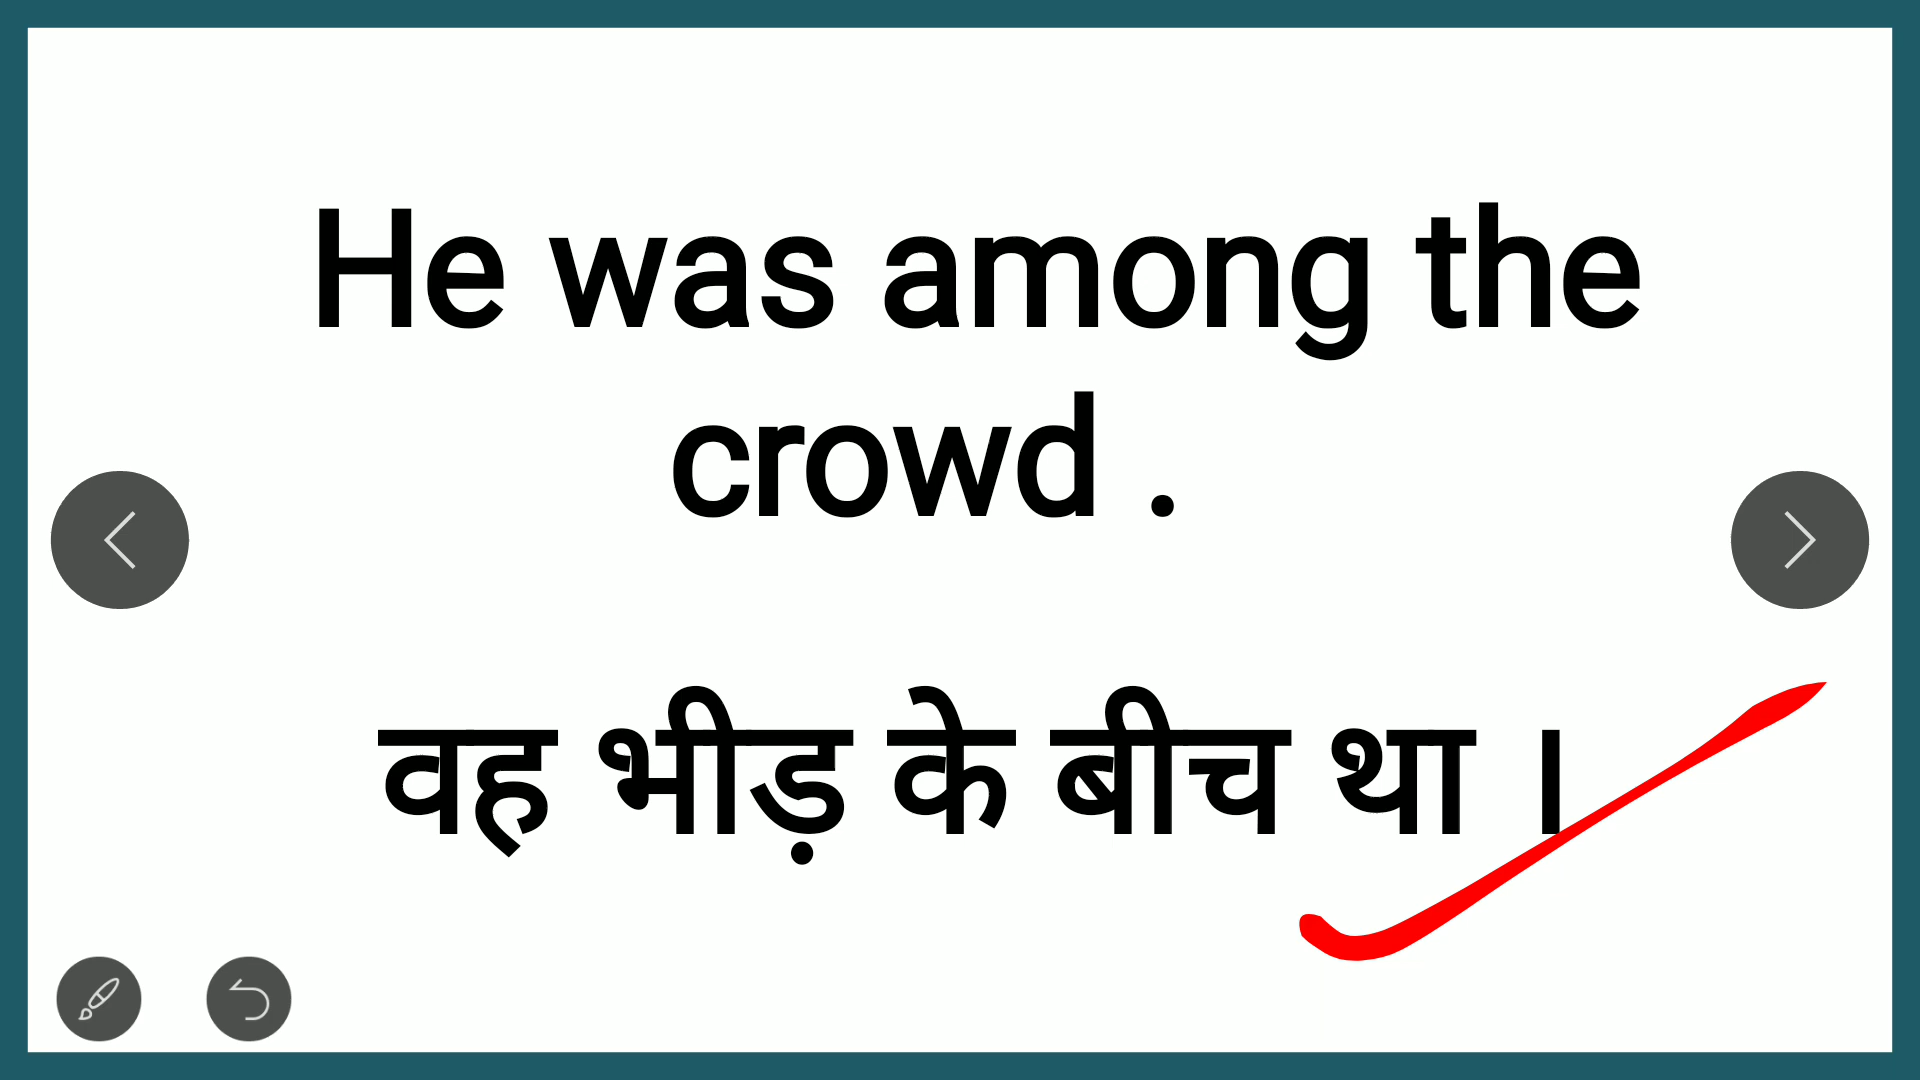 He was among the
crowd .
वह भीड़ के बीच था ।